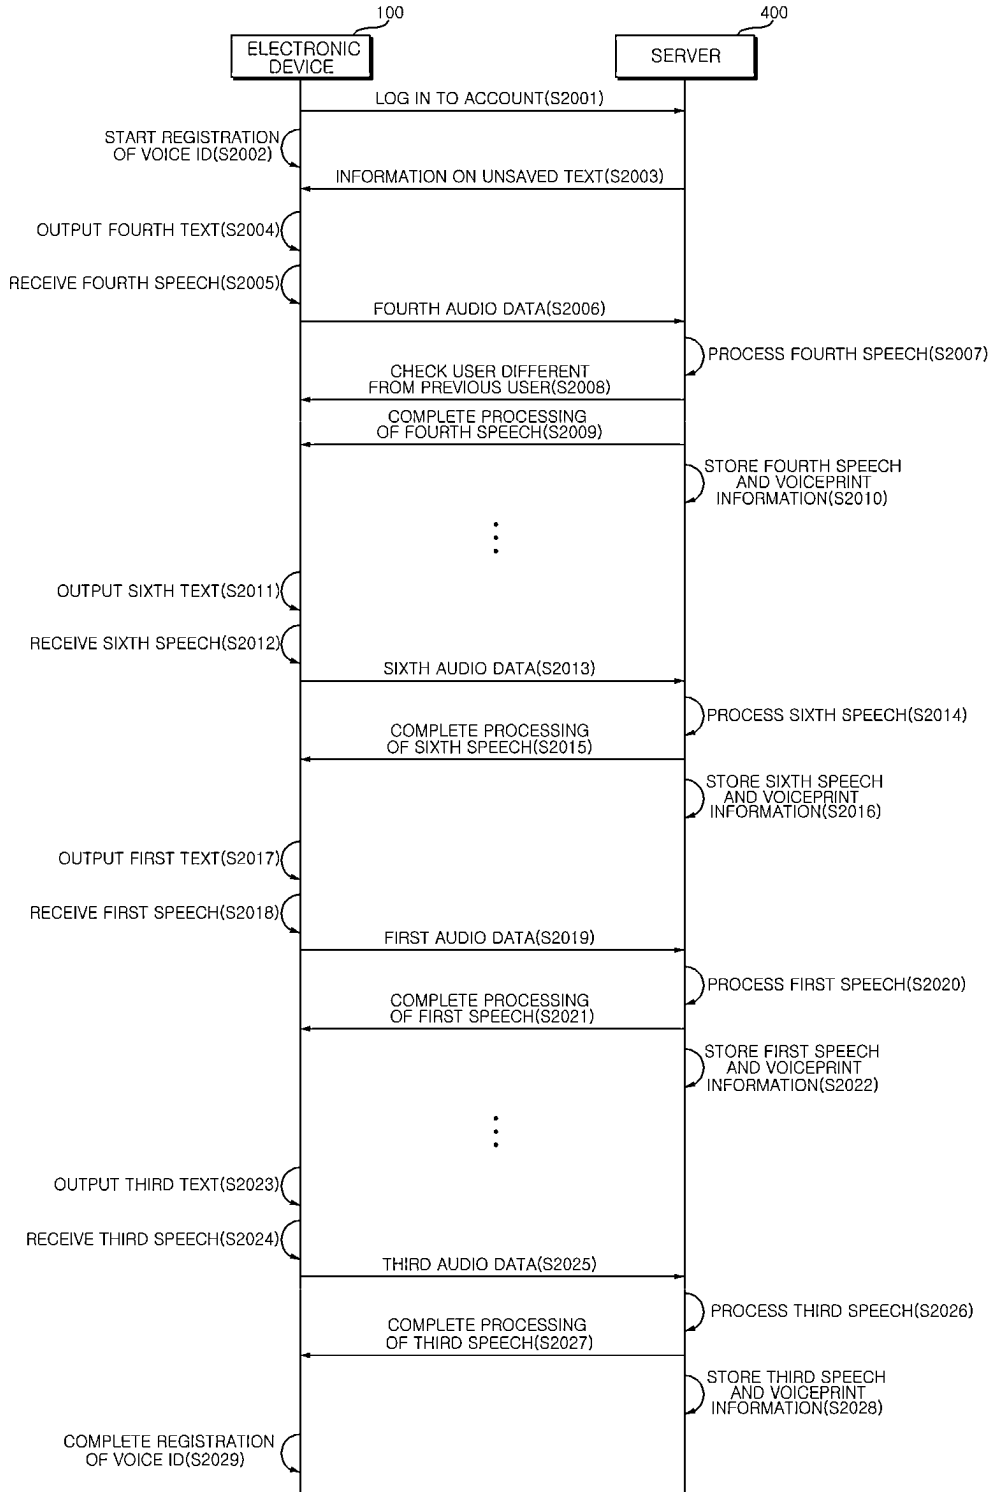 100
400
ELECTRONIC
DEVICE
SERVER
LOG IN TO ACCOUNT(S2001)
START REGISTRATION
OF VOICE ID(S2002)
INFORMATION ON UNSAVED TEXT(S2003)
OUTPUT FOURTH TEXT(S2004)
RECEIVE FOURTH SPEECH(S2005)
FOURTH AUDIO DATA(S2006)
PROCESS FOURTH SPEECH(S2007)
CHECK USER DIFFERENT
FROM PREVIOUS USER(S2008)
COMPLETE PROCESSING
OF FOURTH SPEECH(S2009)
STORE FOURTH SPEECH
AND VOICEPRINT
INFORMATION(S2010)
OUTPUT SIXTH TEXT(S2011)
RECEIVE SIXTH SPEECH(S2012)
SIXTH AUDIO DATA(S2013)
PROCESS SIXTH SPEECH(S2014)
COMPLETE PROCESSING
OF SIXTH SPEECH(S2015)
STORE SIXTH SPEECH
AND VOICEPRINT
INFORMATION(S2016)
OUTPUT FIRST TEXT(S2017)
RECEIVE FIRST SPEECH(S2018)
FIRST AUDIO DATA(S2019)
PROCESS FIRST SPEECH(S2020)
COMPLETE PROCESSING
OF FIRST SPEECH(S2021)
STORE FIRST SPEECH
AND VOICEPRINT
INFORMATION(S2022)
OUTPUT THIRD TEXT(S2023)
RECEIVE THIRD SPEECH(S2024)
THIRD AUDIO DATA(S2025)
PROCESS THIRD SPEECH(S2026)
COMPLETE PROCESSING
OF THIRD SPEECH(S2027)
STORE THIRD SPEECH
AND VOICEPRINT
INFORMATION(S2028)
COMPLETE REGISTRATION
OF VOICE ID(S2029)